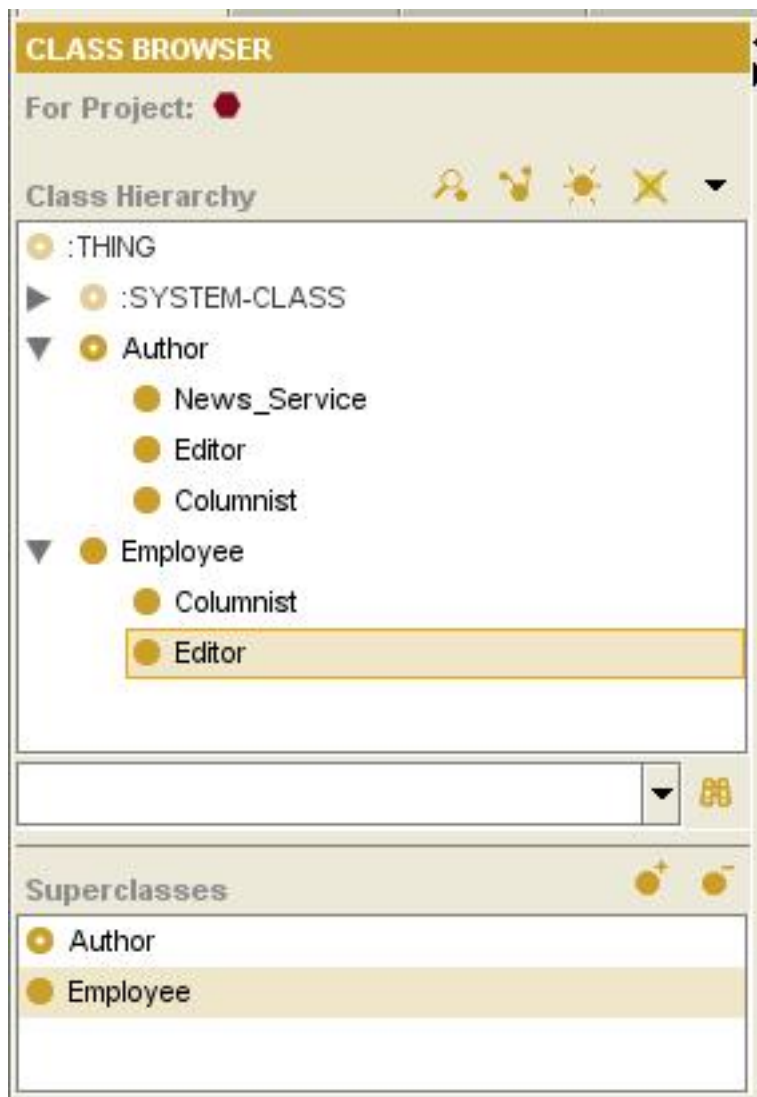 CLASS BROWSER
For Project:
Class Hierarchy
:THING
:SYSTEM-CLASS
Author
News_Service
Editor
Columnist
Employee
Columnist
Editor
Superclasses
Author
Employee